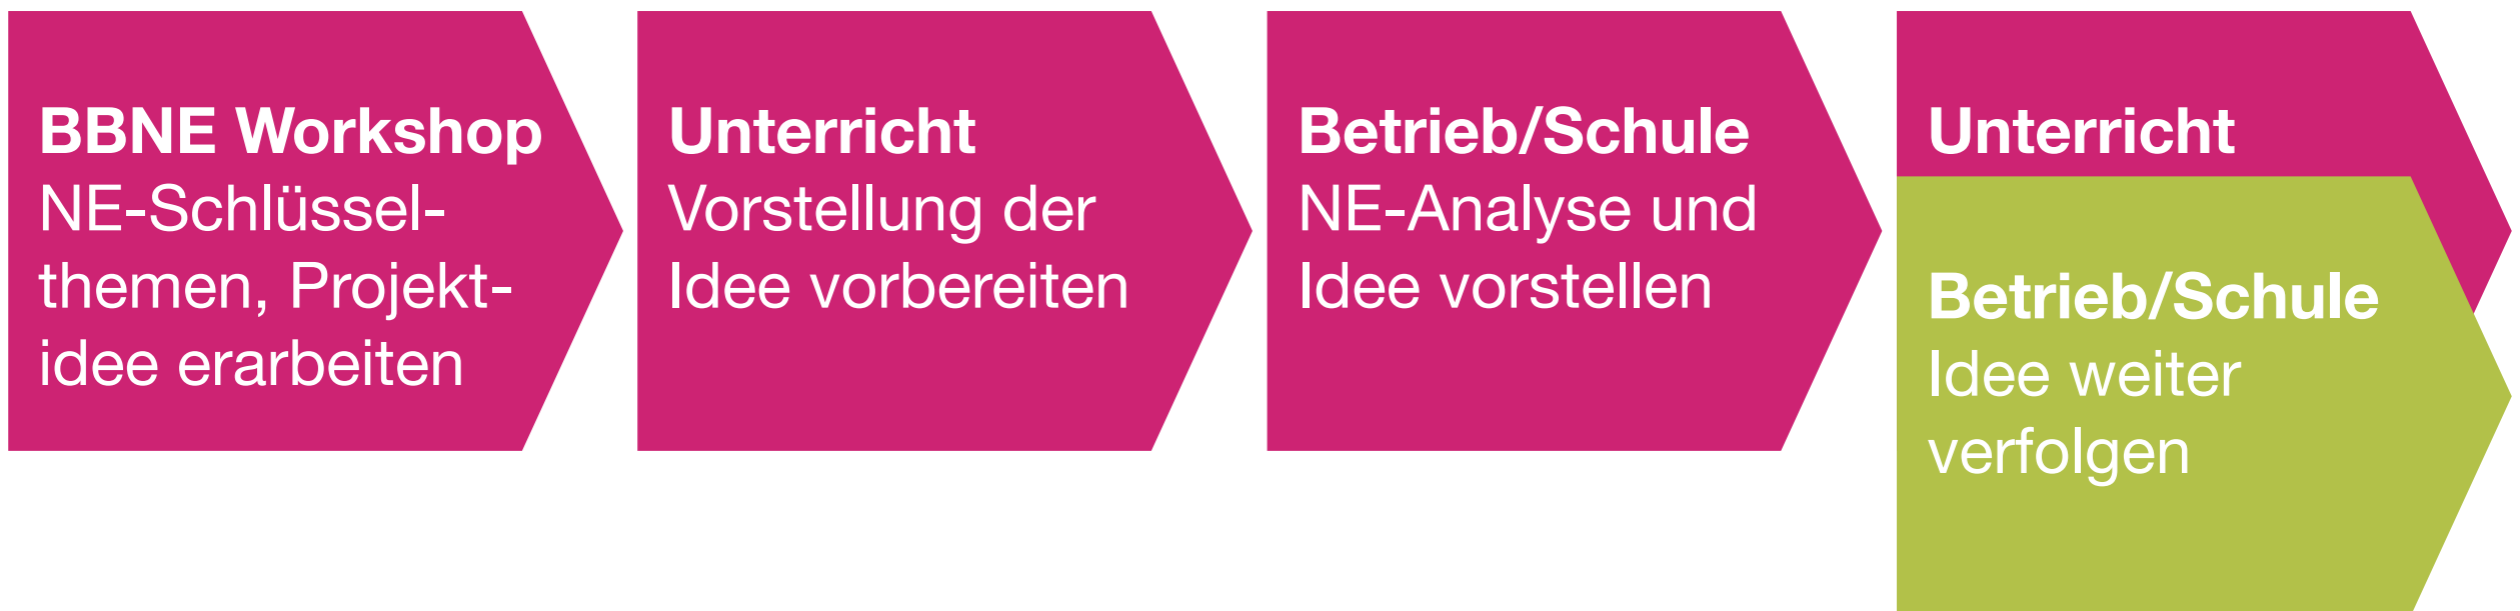 BBNE Workshop
NE-Schlüssel-
themen, Projekt-
idee erarbeiten
Unterricht
Vorstellung der
Idee vorbereiten
Betrieb/Schule
NE-Analyse und
Idee vorstellen
Unterricht
Betrieb/Schule
Idee weiter
verfolgen